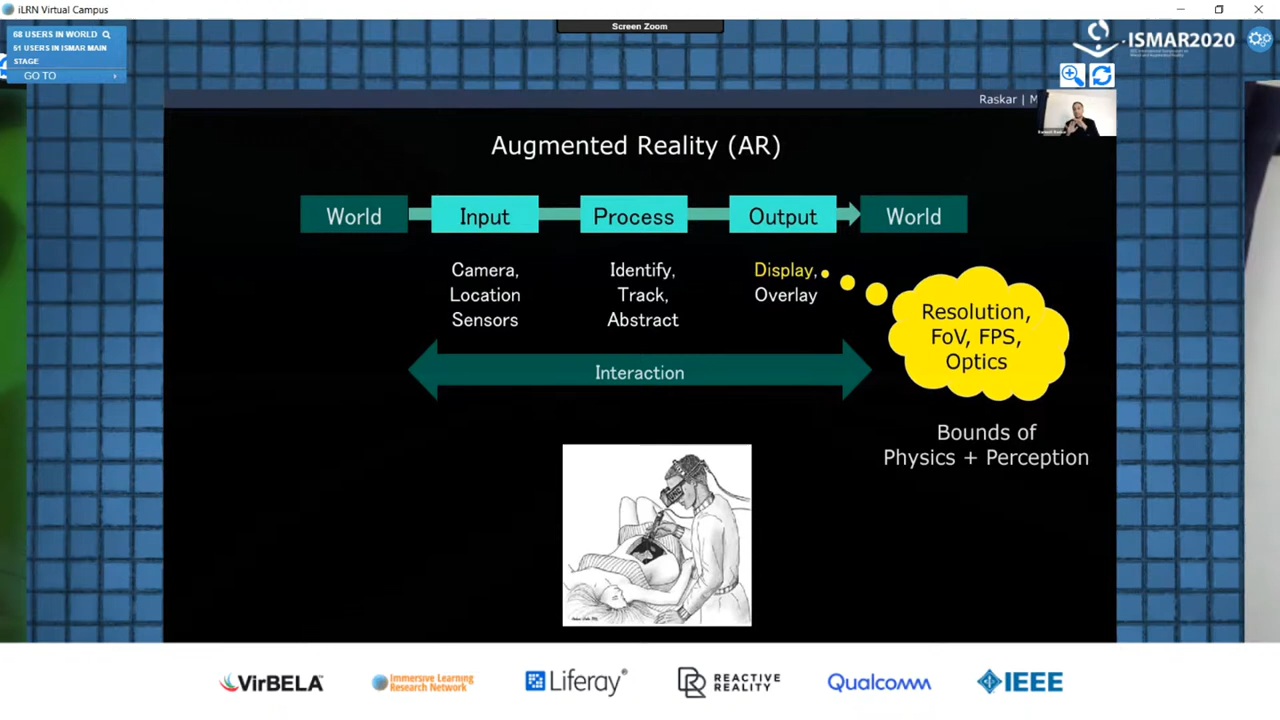 iLRN Virtual Campus
Screen Zoom
68 USERS IN WORLD
51 USERS IN ISMAR MAIN
STAGE
GO TO
ISMAR2020
Raskar | M
Augmented Reality (AR)
World Input Process Output World
Camera,
Location
Sensors
Identify,
Track,
Abstract
Display,
Overlay
Resolution,
FoV, FPS,
Optics
Interaction
Bounds of
Physics + Perception
UNC
VirBELA
Immersive Learning
Research Network
Liferay®
REACTIVE
REALITY
Qualcomm
IEEE